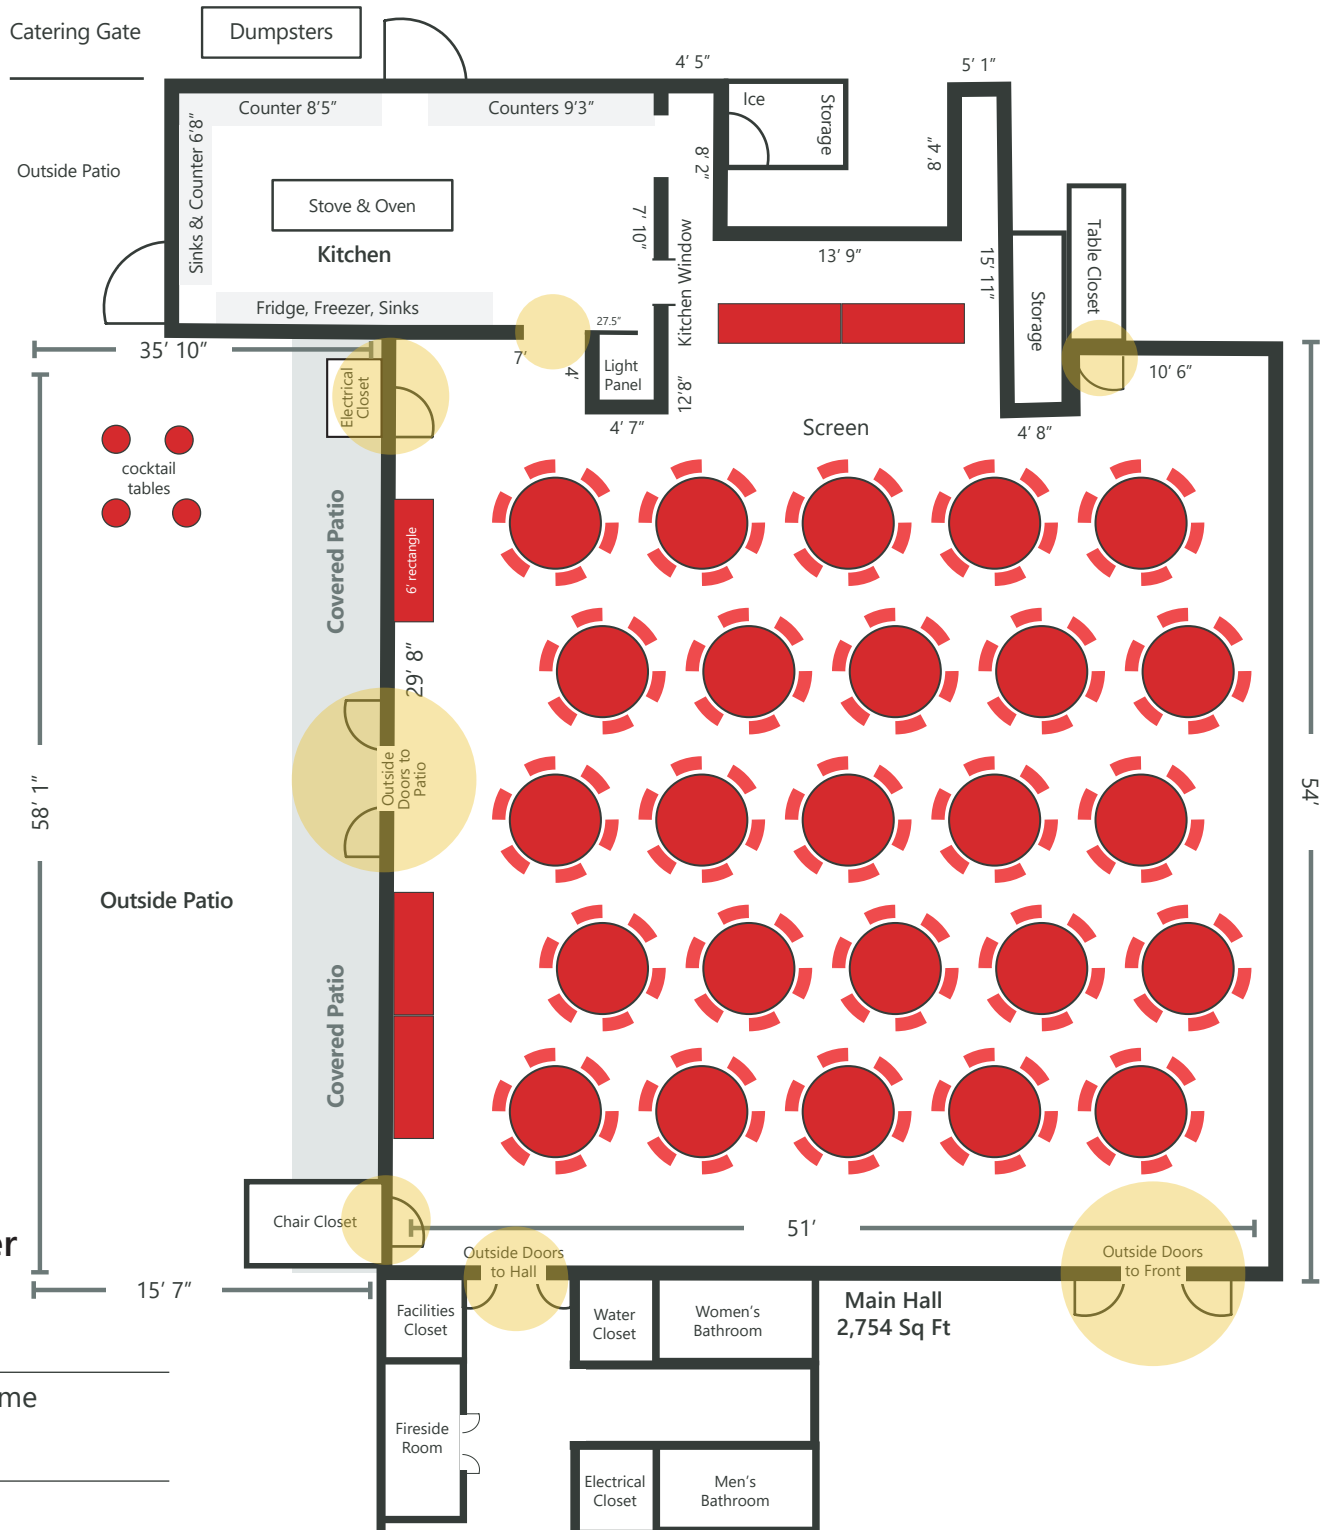 Catering Gate
Dumpsters
4' 5"
5' 1"
Counter 8'5"
Counters 9'3"
Ice
Storage
Sinks & Counter 6'8"
8' 2"
8' 4"
Outside Patio
Stove & Oven
Kitchen
7' 10"
Kitchen Window
13' 9"
15' 11"
Table Closet
Storage
Fridge, Freezer, Sinks
27.5"
35' 10"
7'
4'
Light
Panel
12'8"
10' 6"
Electrical
Closet
4' 7"
Screen
4' 8"
cocktail
tables
Covered Patio
6' rectangle
29' 8"
Outside
Doors to
Patio
58' 1"
54'
Outside Patio
Covered Patio
Chair Closet
51'
er
Outside Doors
to Hall
Outside Doors
to Front
15' 7"
Facilities
Closet
Water
Closet
Women's
Bathroom
Main Hall
2,754 Sq Ft
me
Fireside
Room
Electrical
Closet
Men's
Bathroom